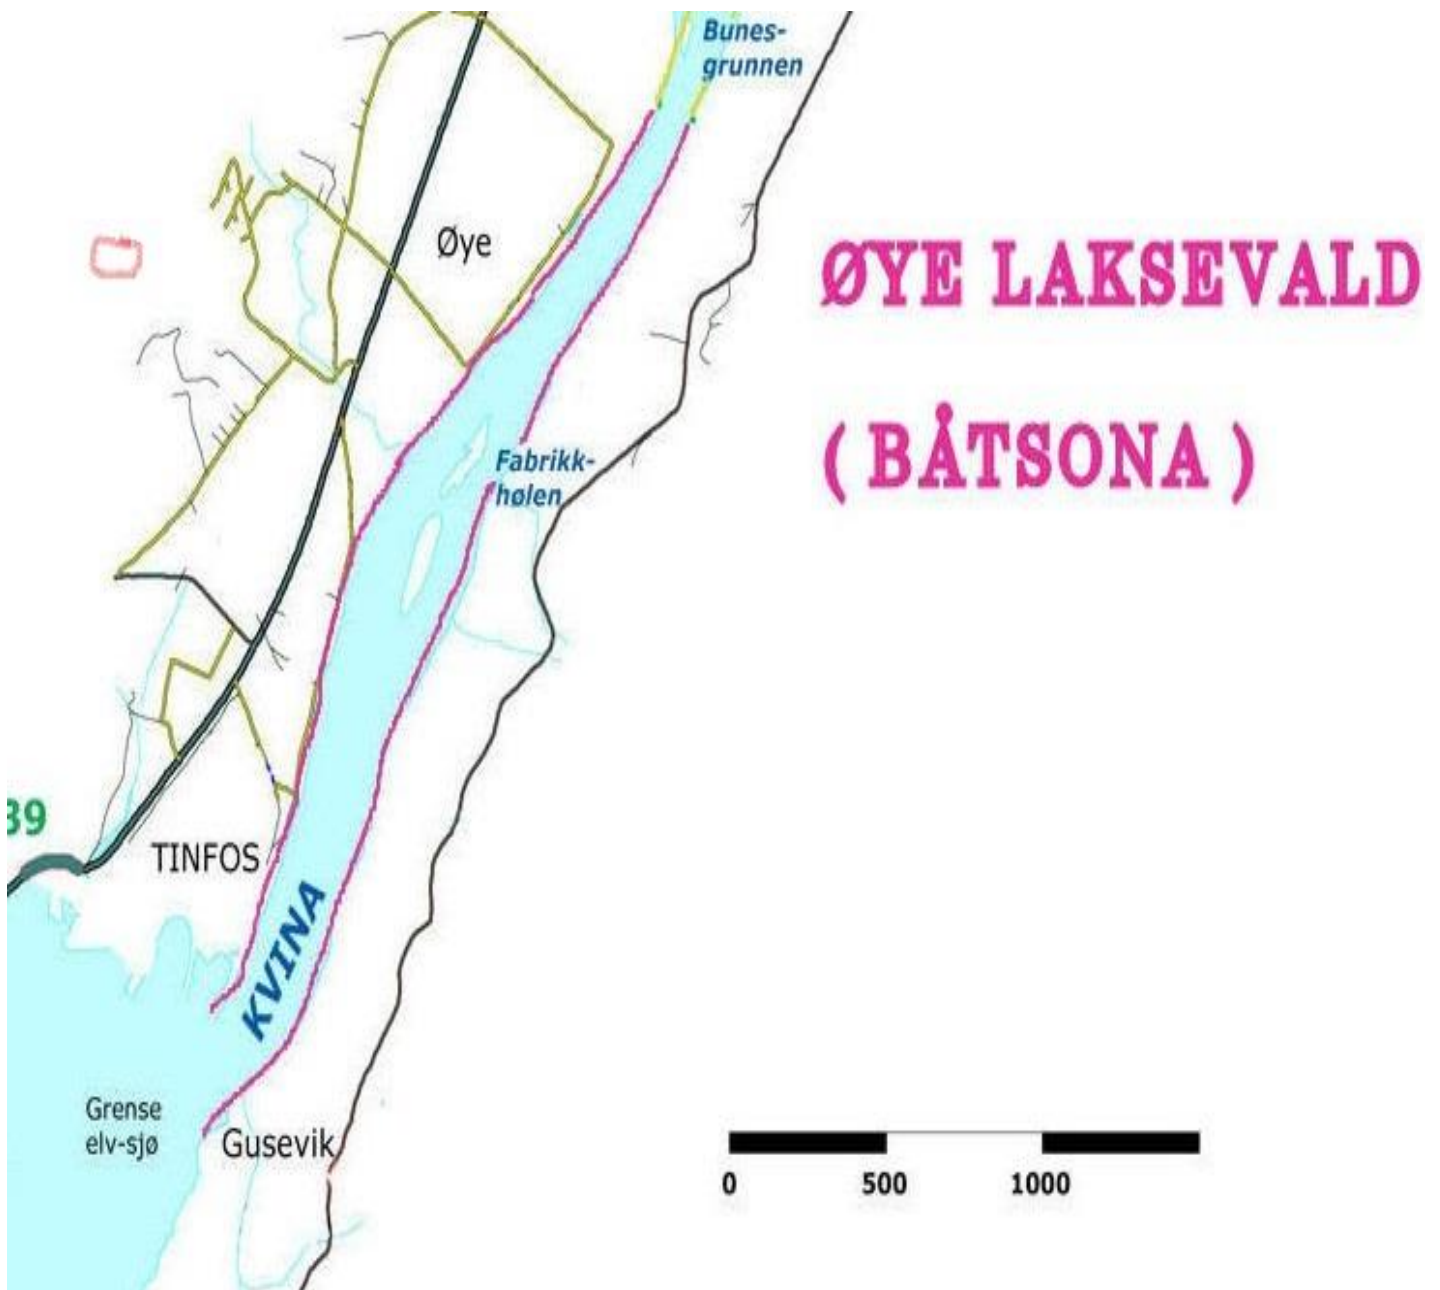 Bunes-
grunnen
Øye
ØYE LAKSEVALD
( BÅTSONA )
Fabrikk-
hølen
39
TINFOS
KVINA
Grense
elv-sjø
Gusevik
0 500 1000